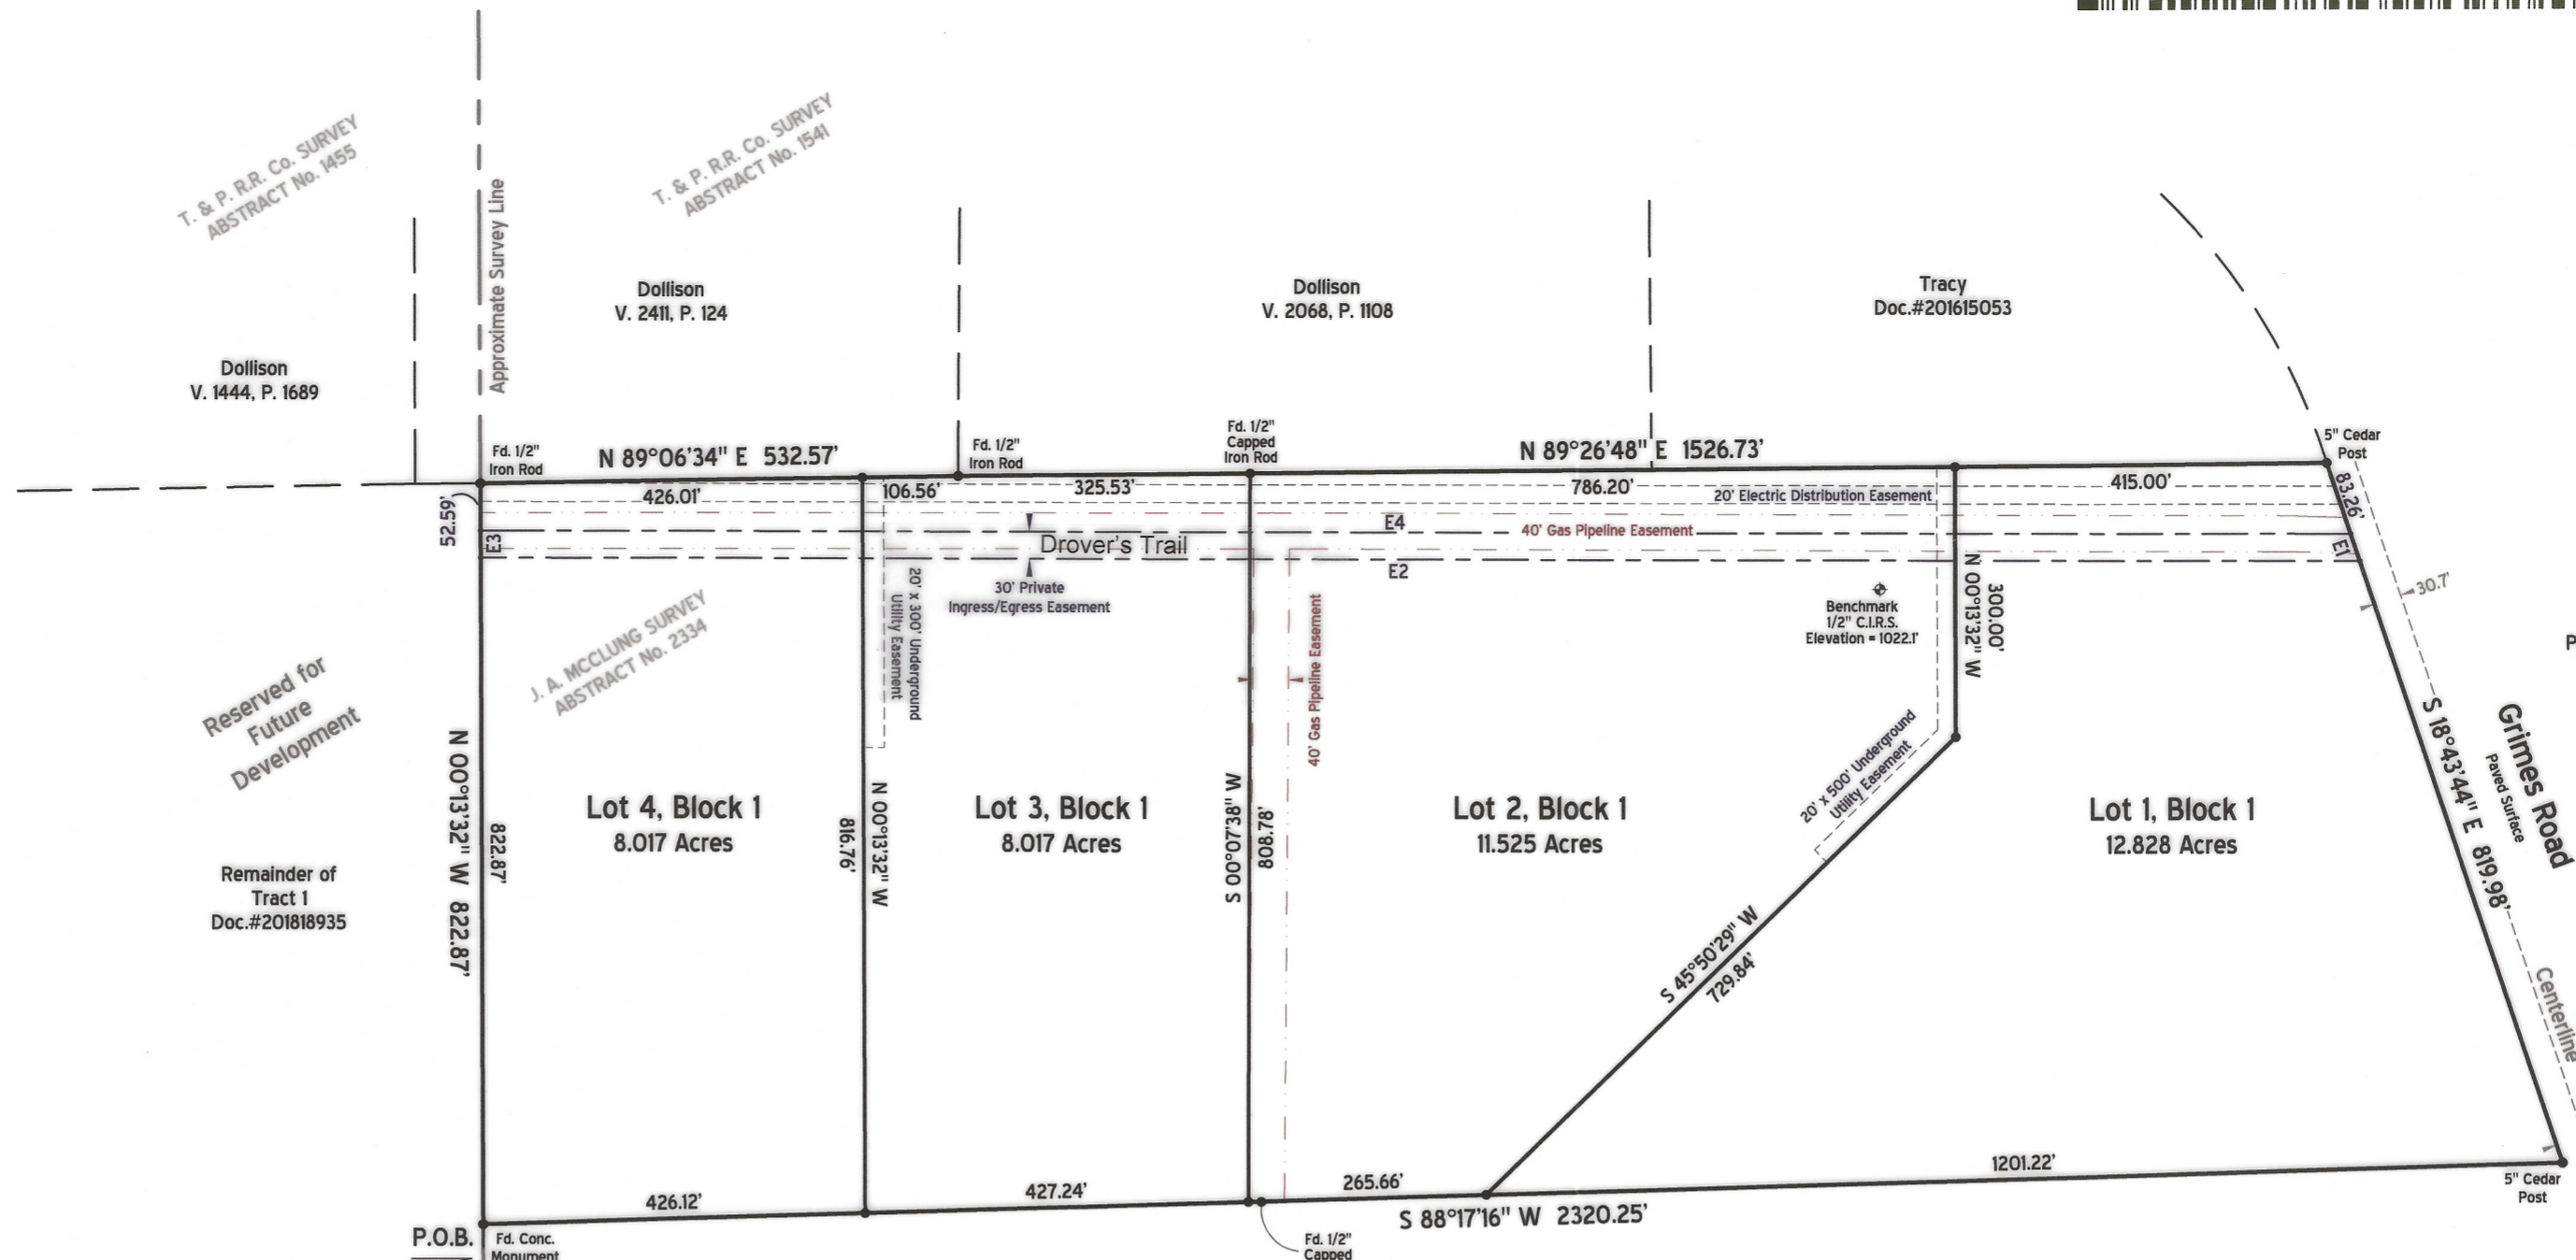 T. & P. R.R. Co. SURVEY
ABSTRACT No. 1455
T. & P. R.R. Co. SURVEY
ABSTRACT No. 1541
Approximate Survey Line
Dollison
V. 2411, P. 124
Dollison
V. 2068, P. 1108
Tracy
Doc.#201615053
Dollison
V. 1444, P. 1689
Fd. 1/2"
Iron Rod
N 89°06'34" E 532.57'
Fd. 1/2"
Iron Rod
Fd. 1/2"
Capped
Iron Rod
N 89°26'48" E 1526.73'
5" Cedar
Post
52.59'
426.01'
106.56'
325.53'
786.20'
20' Electric Distribution Easement
415.00'
83.26'
E3
Drover's Trail
E4
40' Gas Pipeline Easement
E1
E2
30' Private
Ingress/Egress Easement
20' x 300' Underground
Utility Easement
40' Gas Pipeline Easement
Benchmark
1/2" C.I.R.S.
Elevation = 1022.1'
N 00°13'32" W
300.00'
30.7'
P
J. A. MCCLUNG SURVEY
ABSTRACT No. 2334
Reserved for
Future
Development
N 00°13'32" W 822.87'
822.87'
Lot 4, Block 1
8.017 Acres
816.76'
N 00°13'32" W
Lot 3, Block 1
8.017 Acres
S 00°07'38" W
808.78'
Lot 2, Block 1
11.525 Acres
20' x 500' Underground
Utility Easement
Lot 1, Block 1
12.828 Acres
S 18°43'44" E 819.98'
Grimes Road
Paved Surface
Centerline
Remainder of
Tract 1
Doc.#201818935
S 45°50'29" W
729.84'
426.12'
427.24'
265.66'
1201.22'
S 88°17'16" W 2320.25'
5" Cedar
Post
P.O.B.
Fd. Conc.
Monument
Fd. 1/2"
Capped